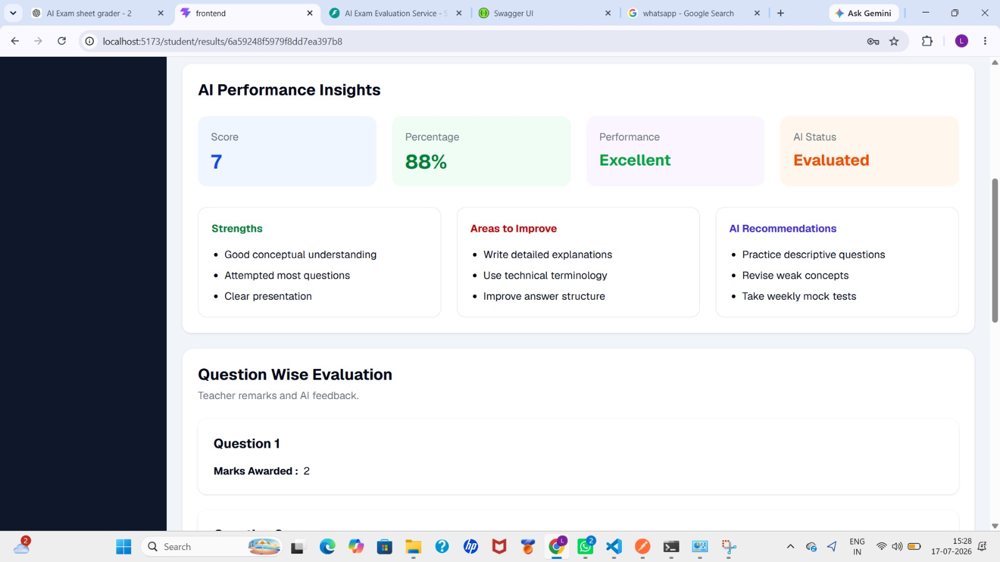 AI Exam sheet grader - 2
frontend
AI Exam Evaluation Service - S
Swagger UI
whatsapp - Google Search
Ask Gemini
localhost:5173/student/results/6a59248f5979f8dd7ea397b8
L
AI Performance Insights
Score
7
Percentage
88%
Performance
Excellent
AI Status
Evaluated
Strengths
• Good conceptual understanding
• Attempted most questions
• Clear presentation
Areas to Improve
• Write detailed explanations
• Use technical terminology
• Improve answer structure
AI Recommendations
• Practice descriptive questions
• Revise weak concepts
• Take weekly mock tests
Question Wise Evaluation
Teacher remarks and AI feedback.
Question 1
Marks Awarded : 2
2
Search
hp
L
2
ENG
IN
15:28
17-07-2026